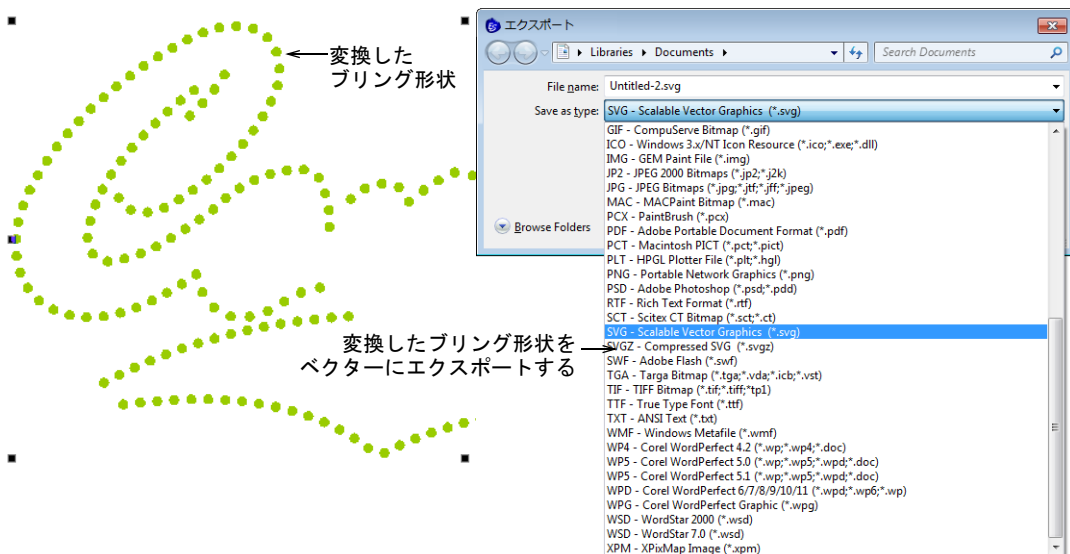 変換した
ブリング形状
エクスポート
Libraries Documents
Search Documents
File name: Untitled-2.svg
Save as type: SVG - Scalable Vector Graphics (*.svg)
GIF - CompuServe Bitmap (*.gif)
ICO - Windows 3.x/NT Icon Resource (*.ico;*.exe;*.dll)
IMG - GEM Paint File (*.img)
JP2 - JPEG 2000 Bitmaps (*.jp2;*.j2k)
JPG - JPEG Bitmaps (*.jpg;*.jtf;*.jff;*.jpeg)
MAC - MACPaint Bitmap (*.mac)
PCX - PaintBrush (*.pcx)
PDF - Adobe Portable Document Format (*.pdf)
PCT - Macintosh PICT (*.pct;*.pict)
PLT - HPGL Plotter File (*.plt;*.hgl)
PNG - Portable Network Graphics (*.png)
PSD - Adobe Photoshop (*.psd;*.pdd)
RTF - Rich Text Format (*.rtf)
SCT - Scitex CT Bitmap (*.sct;*.ct)
SVG - Scalable Vector Graphics (*.svg)
SVGZ - Compressed SVG (*.svgz)
SWF - Adobe Flash (*.swf)
TGA - Targa Bitmap (*.tga;*.vda;*.icb;*.vst)
TIF - TIFF Bitmap (*.tif;*.tiff;*tp1)
TTF - True Type Font (*.ttf)
TXT - ANSI Text (*.txt)
WMF - Windows Metafile (*.wmf)
WP4 - Corel WordPerfect 4.2 (*.wp;*.wp4;*.doc)
WP5 - Corel WordPerfect 5.0 (*.wp;*.wp5;*.wpd;*.doc)
WP5 - Corel WordPerfect 5.1 (*.wp;*.wp5;*.wpd;*.doc)
WPD - Corel WordPerfect 6/7/8/9/10/11 (*.wpd;*.wp6;*.wp)
WPG - Corel WordPerfect Graphic (*.wpg)
WSD - WordStar 2000 (*.wsd)
WSD - WordStar 7.0 (*.wsd)
XPM - XPixMap Image (*.xpm)
Browse Folders
変換したブリング形状を
ベクターにエクスポートする